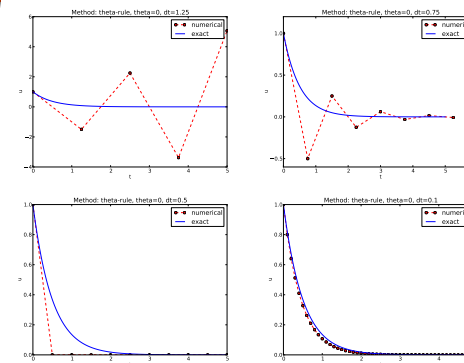 Method: theta-rule, theta=0, dt=1.25
numerical
exact
6
4
2
0
−2
−4
u
0 1 2 3 4 5
t
Method: theta-rule, theta=0, dt=0.75
numeric
exact
1.0
0.5
0.0
−0.5
u
0 1 2 3 4 5
t
Method: theta-rule, theta=0, dt=0.5
numerical
exact
1.0
0.8
0.6
0.4
0.2
0.0
u
0 1 2 3 4 5
Method: theta-rule, theta=0, dt=0.1
numeric
exact
1.0
0.8
0.6
0.4
0.2
0.0
u
0 1 2 3 4